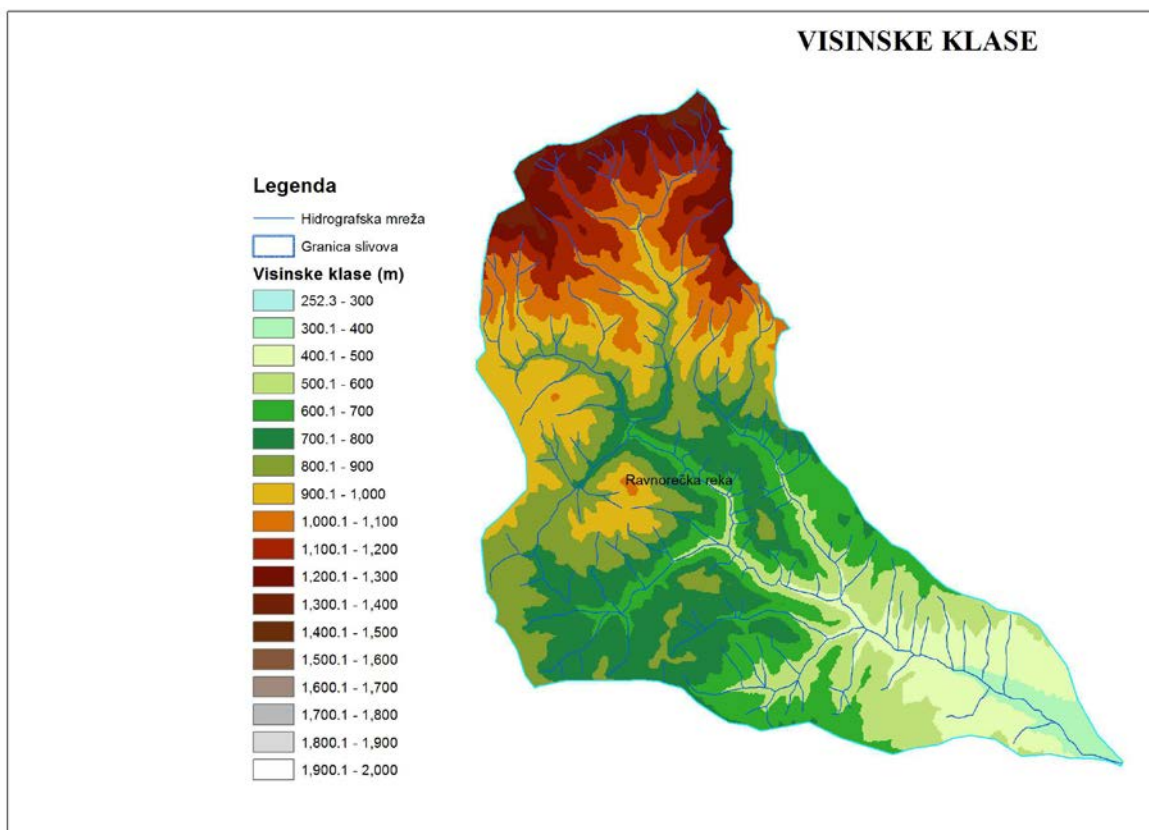 VISINSKE KLASE
Legenda
Hidrografska mreža
Granica slivova
Visinske klase (m)
252.3 - 300
300.1 - 400
400.1 - 500
500.1 - 600
600.1 - 700
700.1 - 800
800.1 - 900
900.1 - 1,000
1,000.1 - 1,100
1,100.1 - 1,200
1,200.1 - 1,300
1,300.1 - 1,400
1,400.1 - 1,500
1,500.1 - 1,600
1,600.1 - 1,700
1,700.1 - 1,800
1,800.1 - 1,900
1,900.1 - 2,000
Ravnorečka reka